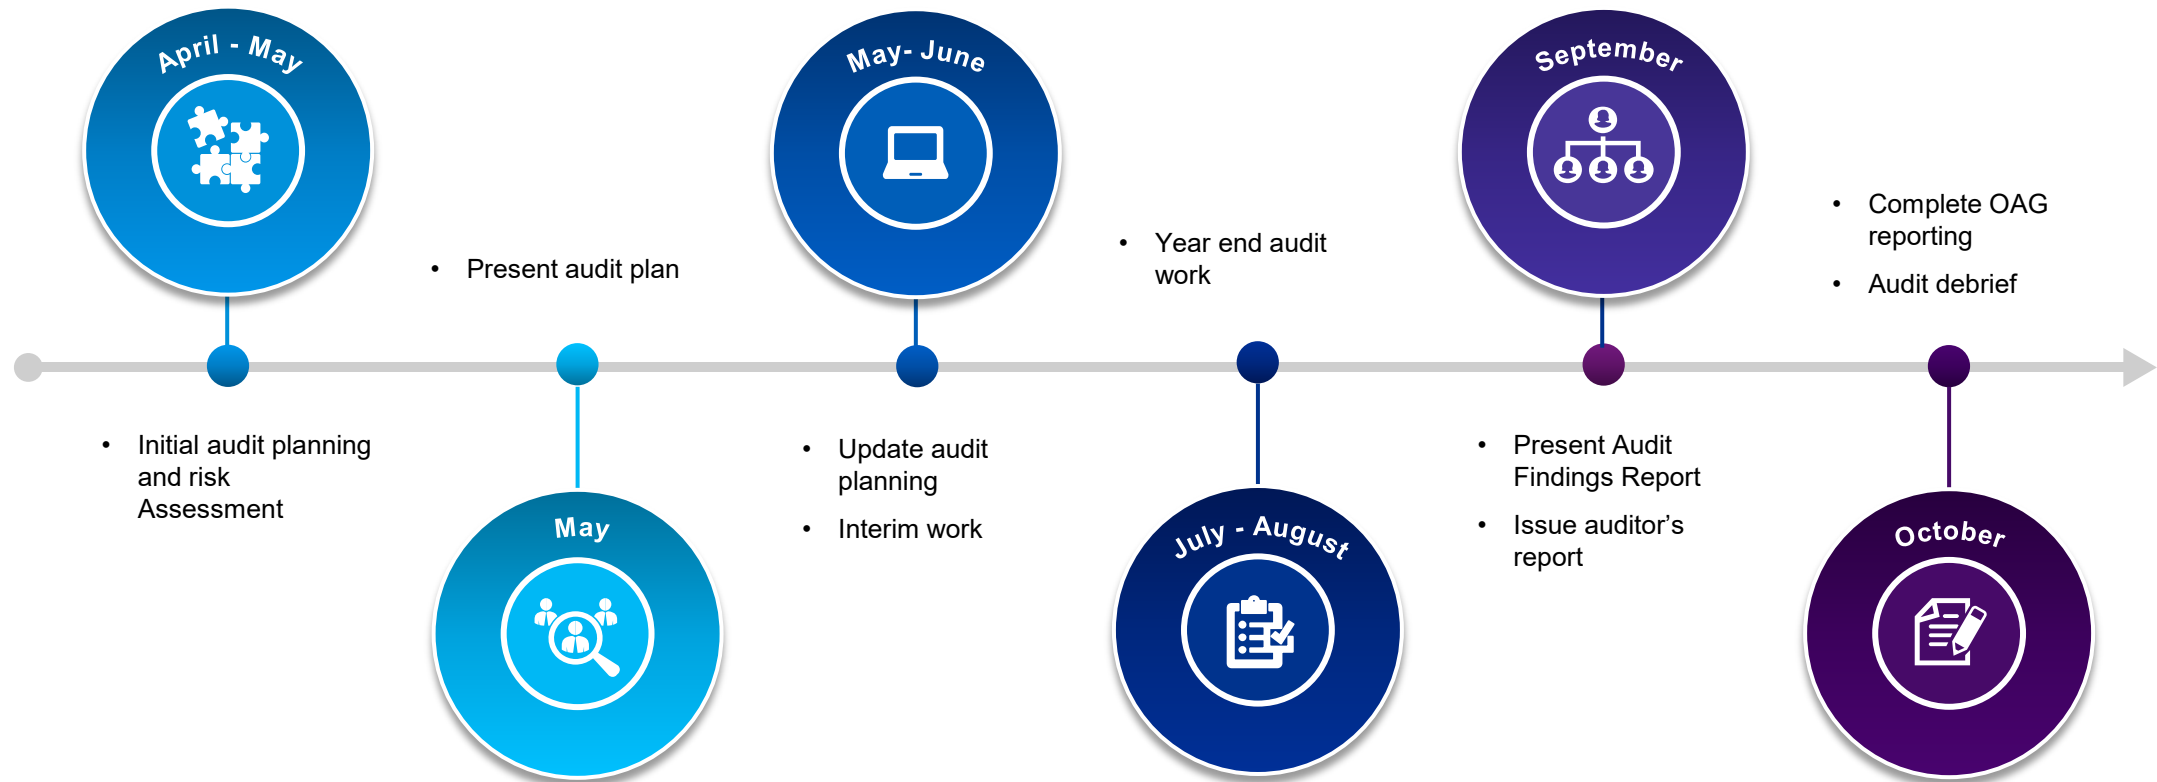 April - May
• Initial audit planning
and risk
Assessment
• Present audit plan
May
May- June
• Update audit
planning
• Interim work
• Year end audit
work
July - August
September
• Present Audit
Findings Report
• Issue auditor’s
report
• Complete OAG
reporting
• Audit debrief
October